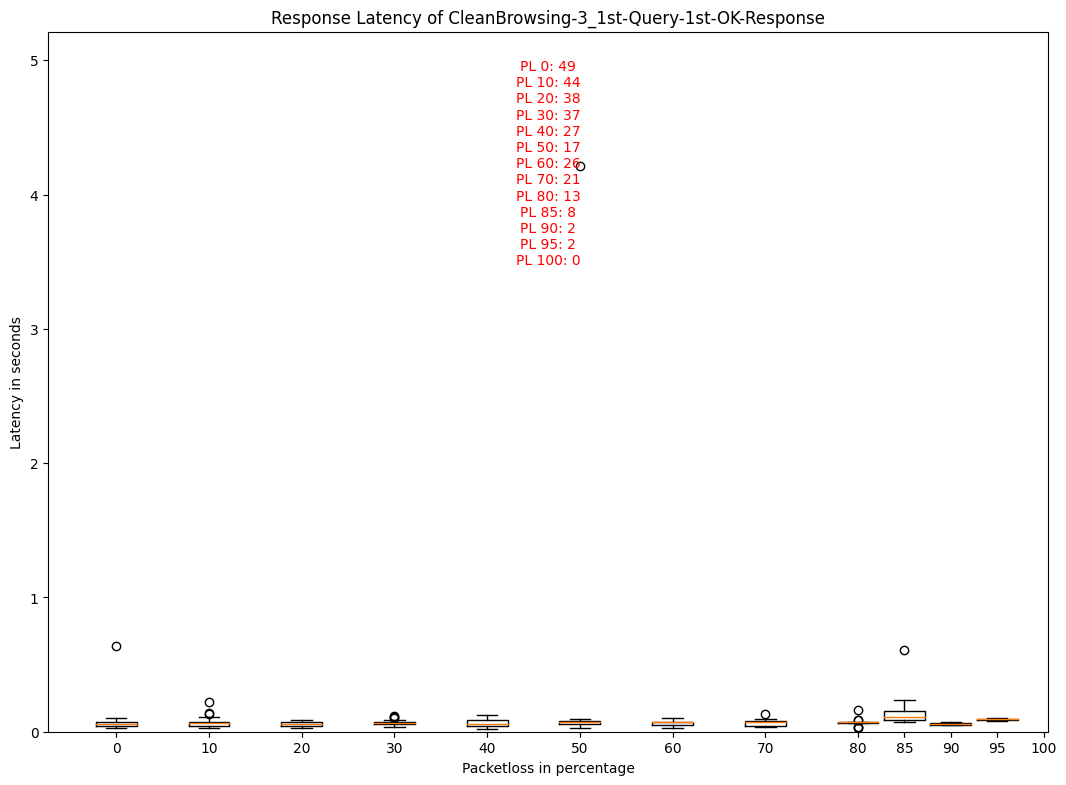 Response Latency of CleanBrowsing-3_1st-Query-1st-OK-Response
5
4
3
2
1
0
Latency in seconds
PL 0: 49
PL 10: 44
PL 20: 38
PL 30: 37
PL 40: 27
PL 50: 17
PL 60: 26
PL 70: 21
PL 80: 13
PL 85: 8
PL 90: 2
PL 95: 2
PL 100: 0
0 10 20 30 40 50 60 70 80 85 90 95 100
Packetloss in percentage